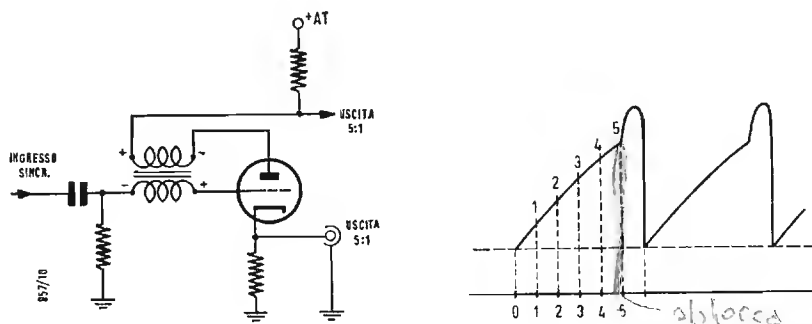 +AT
USCITA
5:1
INGRESSO
SINCR.
+ -
- +
USCITA
5:1
857/10
1 2 3 4 5
0 1 2 3 4 5